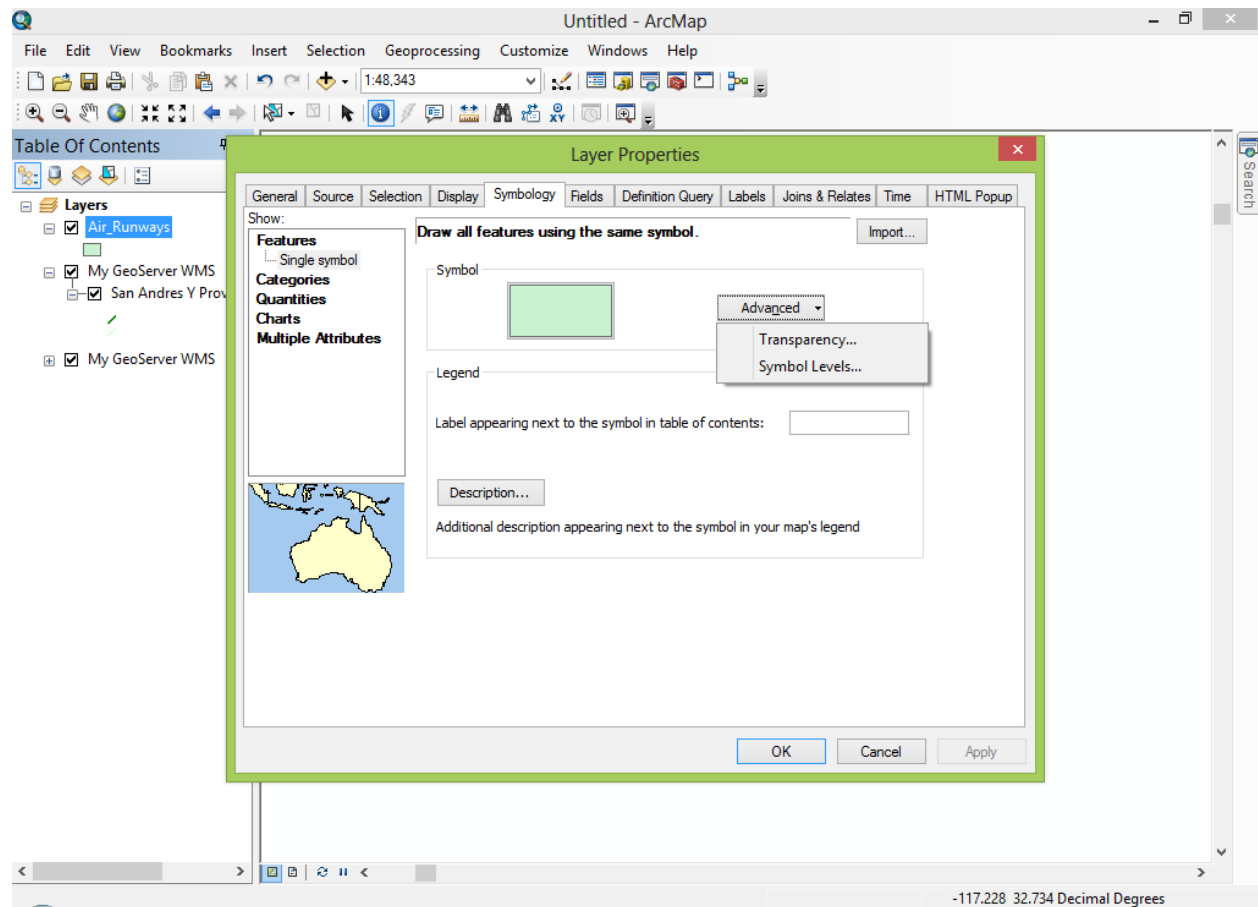 Untitled - ArcMap
File Edit View Bookmarks Insert Selection Geoprocessing Customize Windows Help
1:48,343
Table Of Contents
Layers
Air_Runways
My GeoServer WMS
San Andres Y Prov
My GeoServer WMS
Layer Properties
General Source Selection Display Symbology Fields Definition Query Labels Joins & Relates Time HTML Popup
Show:
Features
Single symbol
Categories
Quantities
Charts
Multiple Attributes
Draw all features using the same symbol.
Import...
Symbol
Advanced
Transparency...
Symbol Levels...
Legend
Label appearing next to the symbol in table of contents:
Description...
Additional description appearing next to the symbol in your map's legend
OK Cancel Apply
Search
-117.228 32.734 Decimal Degrees